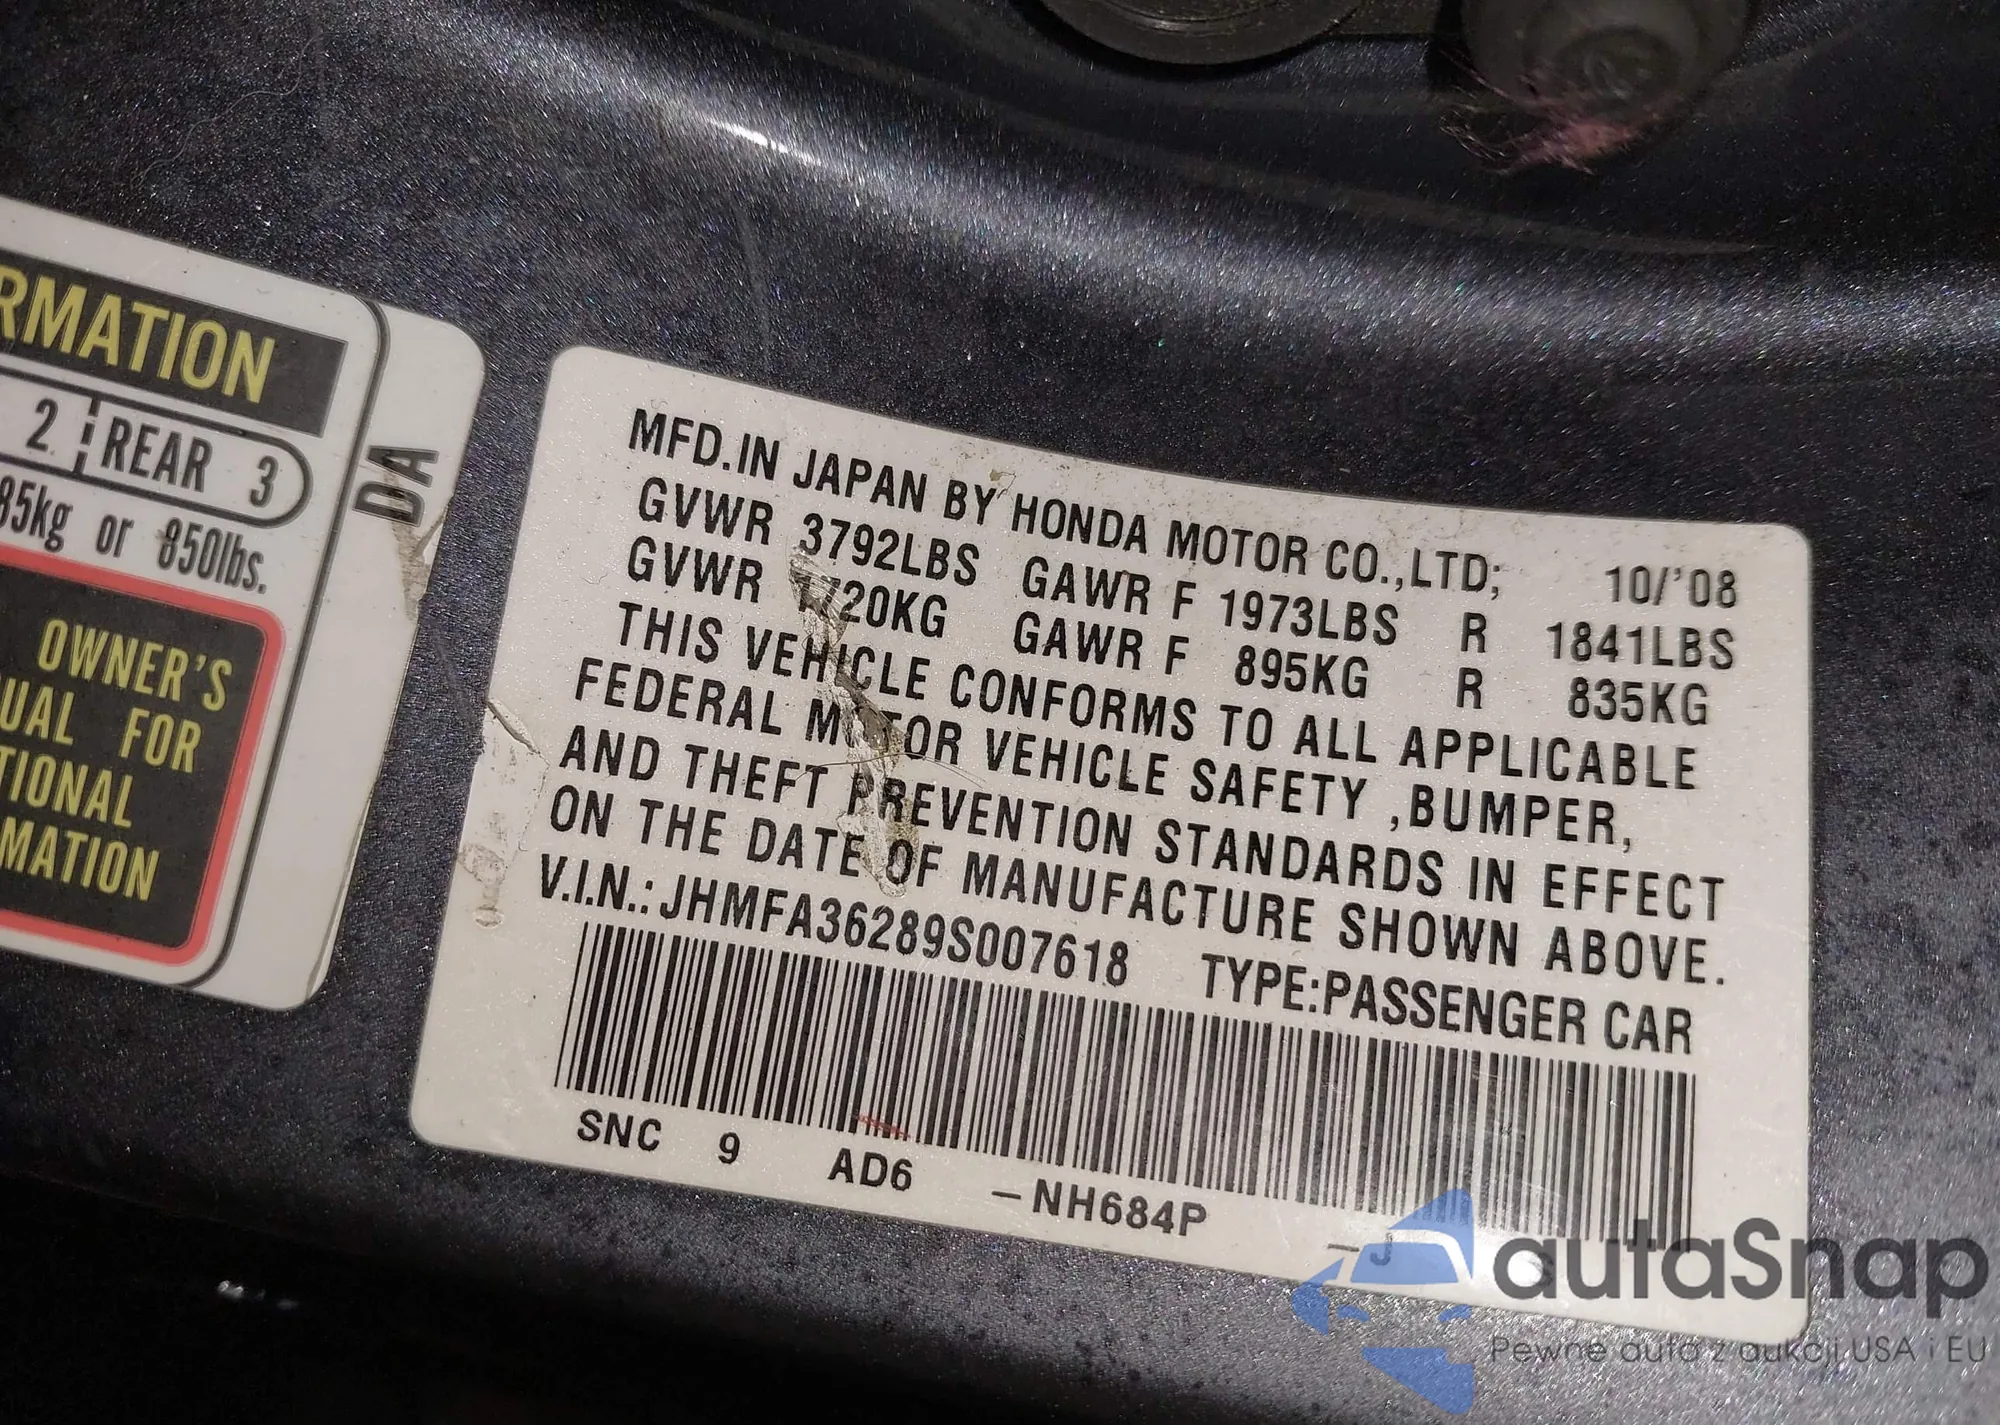 RMATION
2 REAR 3
85kg or 850lbs.
OWNER'S
UAL FOR
TIONAL
MATION
DA
MFD.IN JAPAN BY HONDA MOTOR CO.,LTD; 10/'08
GVWR 3792LBS GAWR F 1973LBS R 1841LBS
GVWR 1720KG GAWR F 895KG R 835KG
THIS VEHICLE CONFORMS TO ALL APPLICABLE
FEDERAL MOTOR VEHICLE SAFETY ,BUMPER,
AND THEFT PREVENTION STANDARDS IN EFFECT
ON THE DATE OF MANUFACTURE SHOWN ABOVE.
V.I.N.: JHMFA36289S007618 TYPE:PASSENGER CAR
SNC 9 AD6 –NH684P –J
autaSnap
Pewne auta z aukcji USA i EU